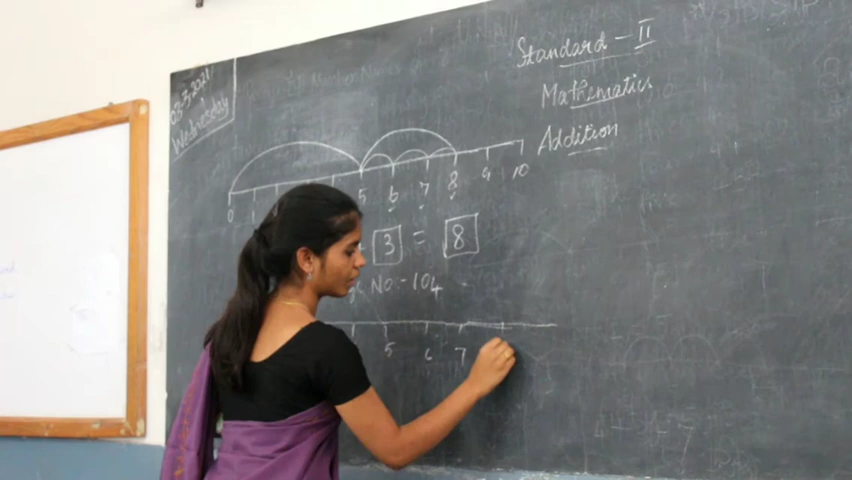 03-3-2021
Wednesday
Standard - II
Mathematics
Addition
0 1 5 6 7 8 9 10
3 = 8
No - 104
5 6 7